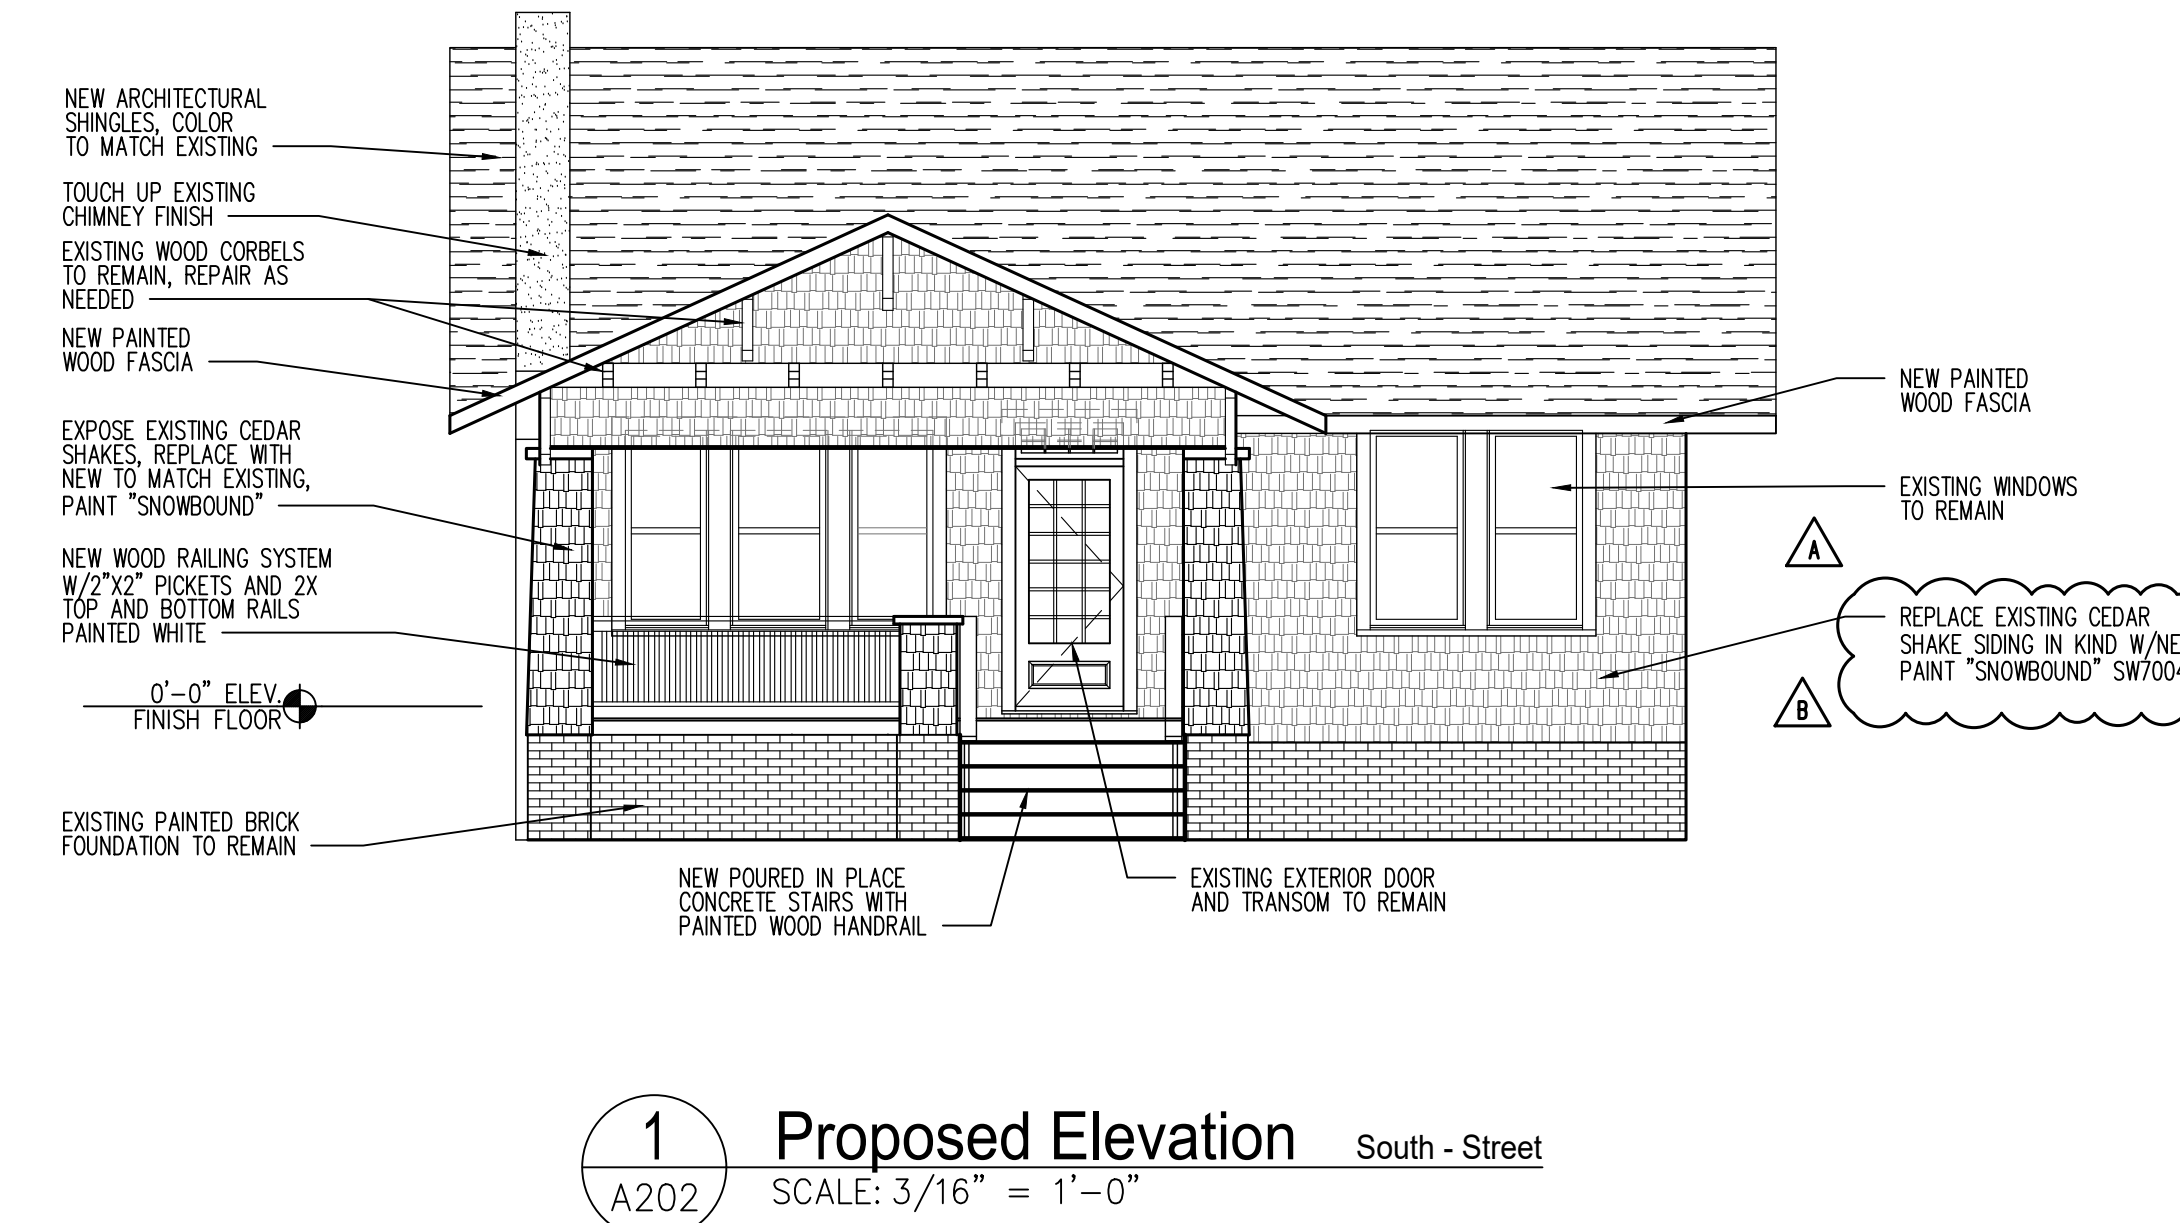 NEW ARCHITECTURAL
SHINGLES, COLOR
TO MATCH EXISTING
TOUCH UP EXISTING
CHIMNEY FINISH
EXISTING WOOD CORBELS
TO REMAIN, REPAIR AS
NEEDED
NEW PAINTED
WOOD FASCIA
EXPOSE EXISTING CEDAR
SHAKES, REPLACE WITH
NEW TO MATCH EXISTING,
PAINT "SNOWBOUND"
NEW WOOD RAILING SYSTEM
W/2"X2" PICKETS AND 2X
TOP AND BOTTOM RAILS
PAINTED WHITE
0'-0" ELEV.
FINISH FLOOR
EXISTING PAINTED BRICK
FOUNDATION TO REMAIN
NEW POURED IN PLACE
CONCRETE STAIRS WITH
PAINTED WOOD HANDRAIL
EXISTING EXTERIOR DOOR
AND TRANSOM TO REMAIN
NEW PAINTED
WOOD FASCIA
EXISTING WINDOWS
TO REMAIN
A
B
REPLACE EXISTING CEDAR
SHAKE SIDING IN KIND
PAINT "SNOWBOUND"
1
A202
Proposed Elevation
South - Street
SCALE: 3/16" = 1'-0"